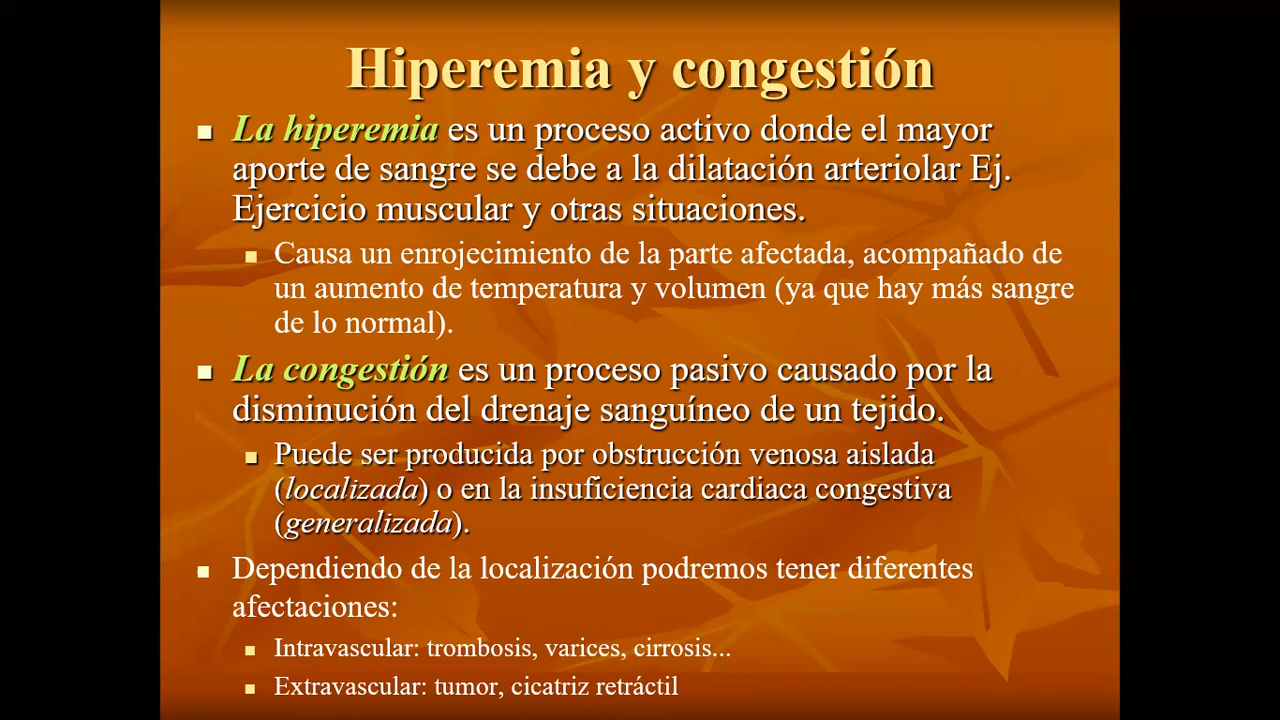 Hiperemia y congestión
La hiperemia es un proceso activo donde el mayor
aporte de sangre se debe a la dilatación arteriolar Ej.
Ejercicio muscular y otras situaciones.
Causa un enrojecimiento de la parte afectada, acompañado de
un aumento de temperatura y volumen (ya que hay más sangre
de lo normal).
La congestión es un proceso pasivo causado por la
disminución del drenaje sanguíneo de un tejido.
Puede ser producida por obstrucción venosa aislada
(localizada) o en la insuficiencia cardiaca congestiva
(generalizada).
Dependiendo de la localización podremos tener diferentes
afectaciones:
Intravascular: trombosis, varices, cirrosis...
Extravascular: tumor, cicatriz retráctil